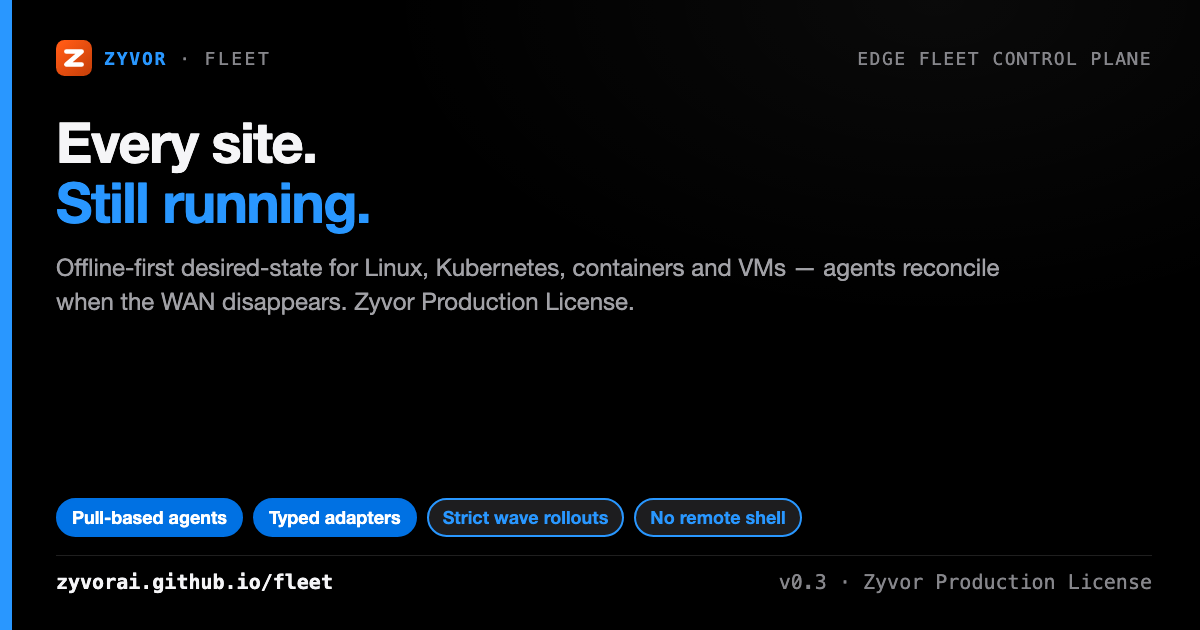 Z ZYVOR · FLEET
EDGE FLEET CONTROL PLANE
Every site.
Still running.
Offline-first desired-state for Linux, Kubernetes, containers and VMs — agents reconcile
when the WAN disappears. Zyvor Production License.
Pull-based agents
Typed adapters
Strict wave rollouts
No remote shell
zyvorai.github.io/fleet
v0.3 · Zyvor Production License